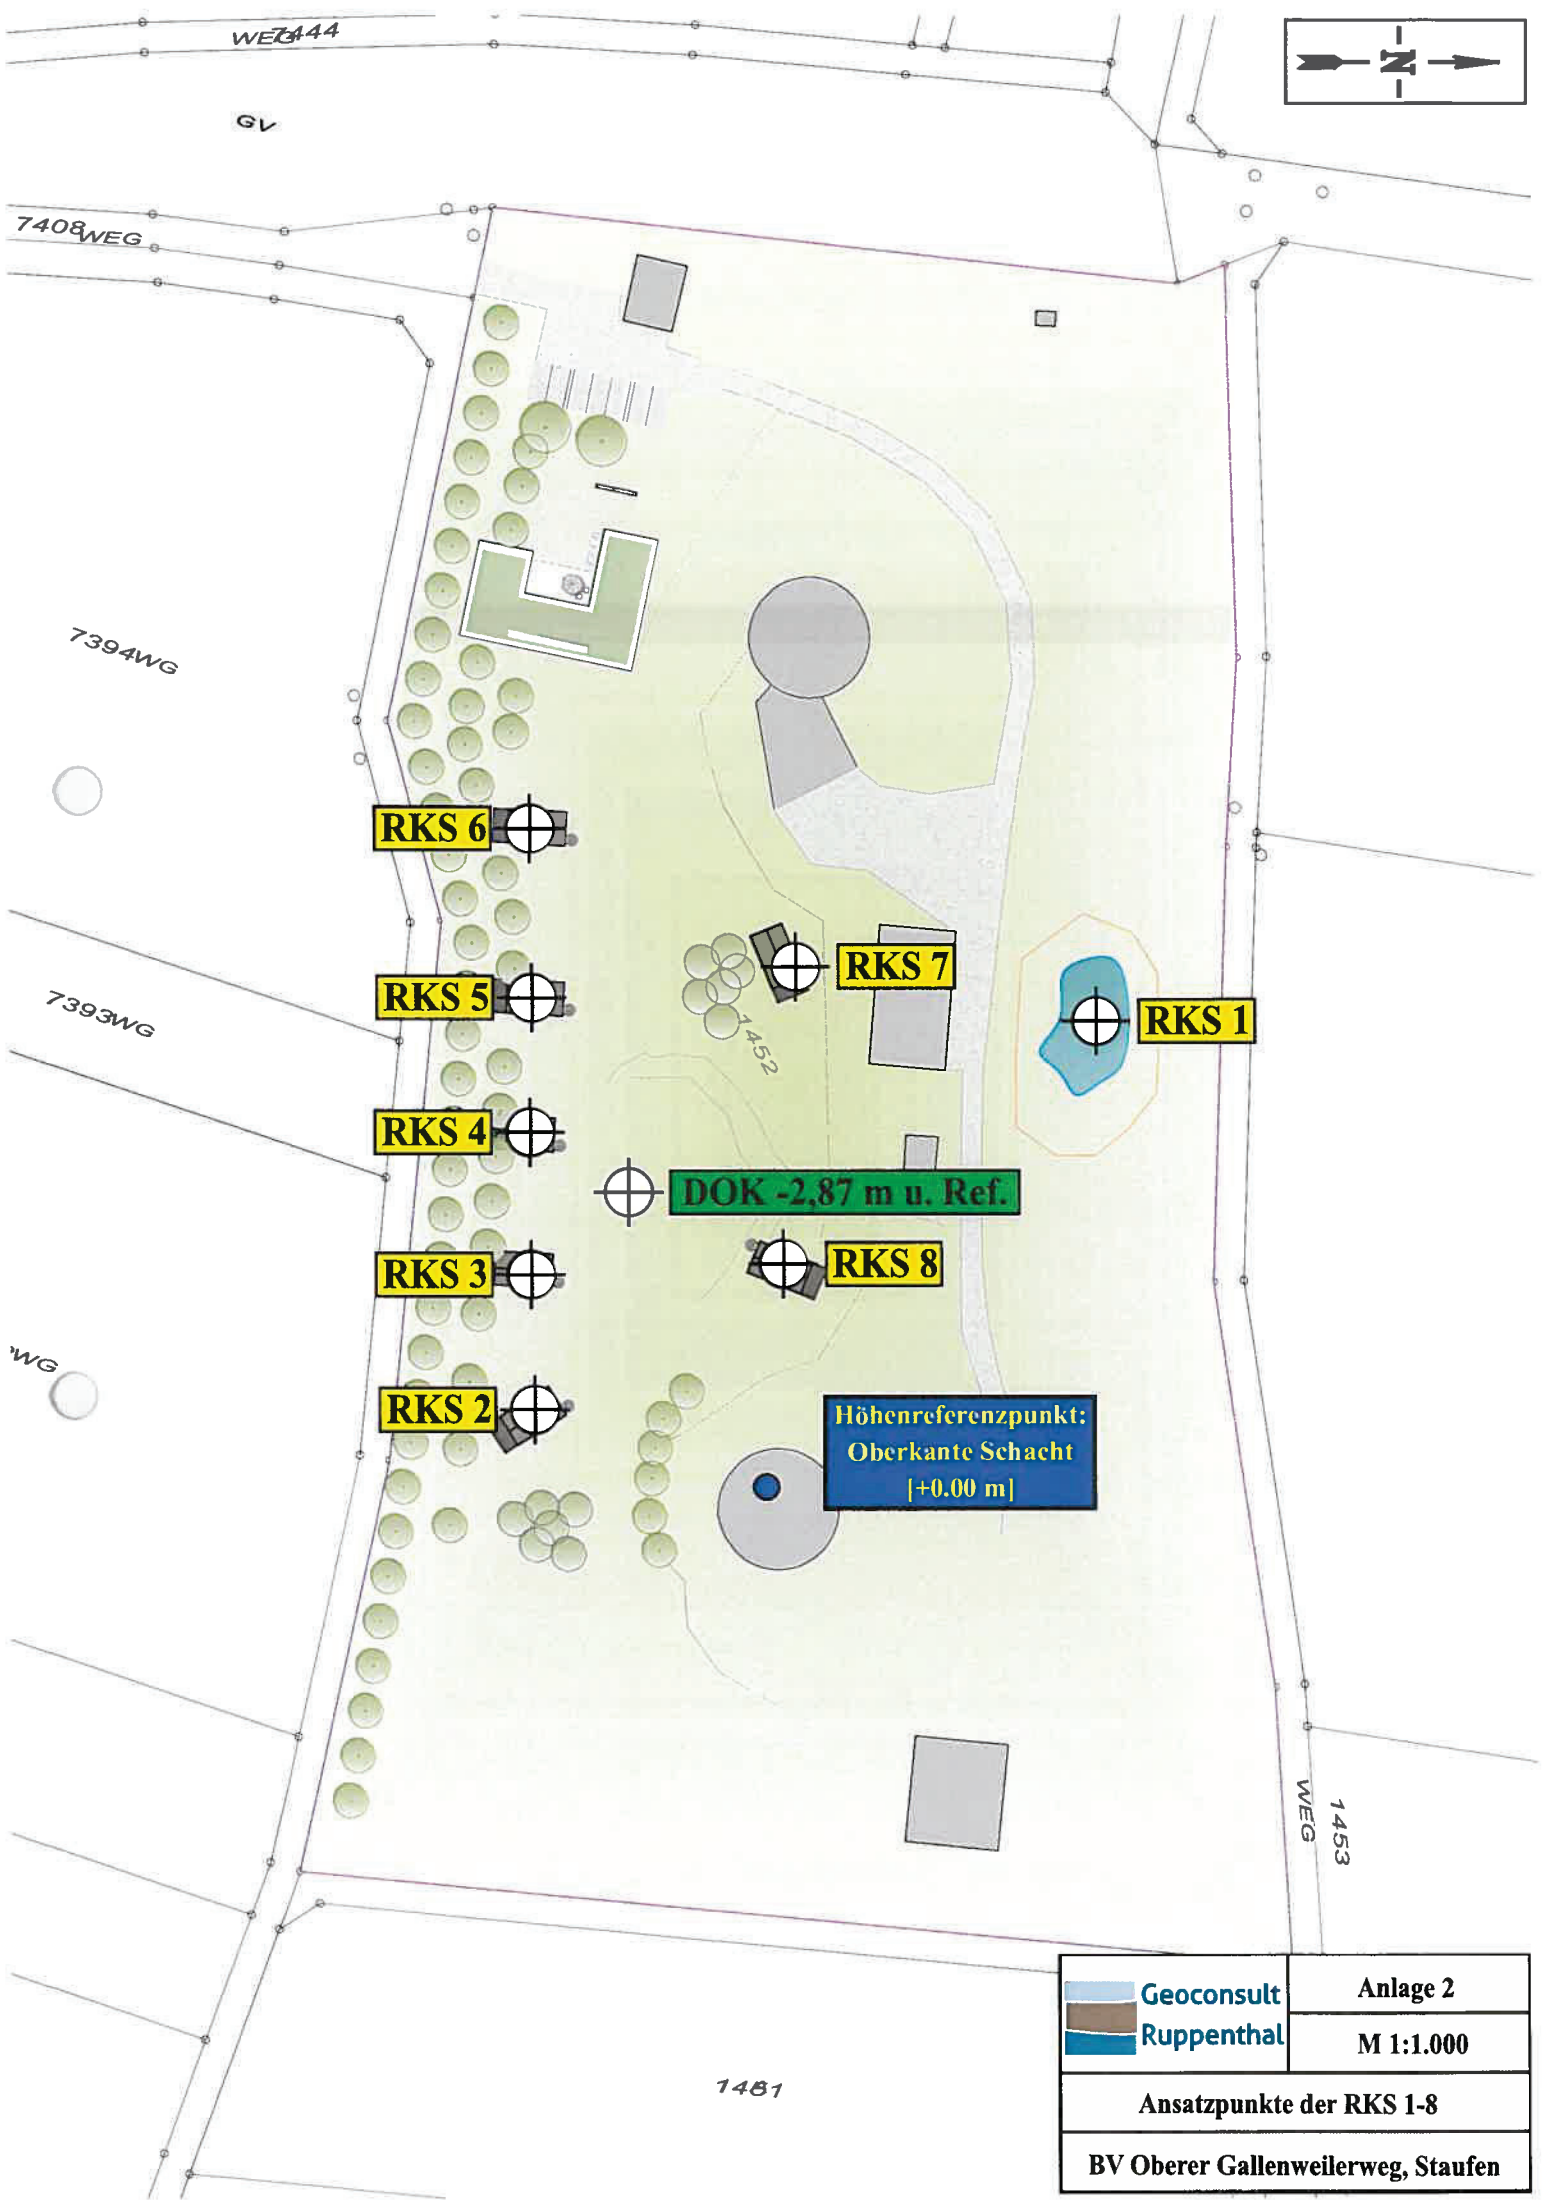 WEG
7444
N
GV
7408
WEG
7394WG
RKS 6
RKS 7
RKS 5
7393WG
RKS 1
1452
RKS 4
DOK -2,87 m u. Ref.
RKS 3
RKS 8
WG
RKS 2
Höhenreferenzpunkt:
Oberkante Schacht
[+0.00 m]
WEG
1453
Geoconsult
Ruppenthal
Anlage 2
M 1:1.000
Ansatzpunkte der RKS 1-8
BV Oberer Gallenweilerweg, Staufen